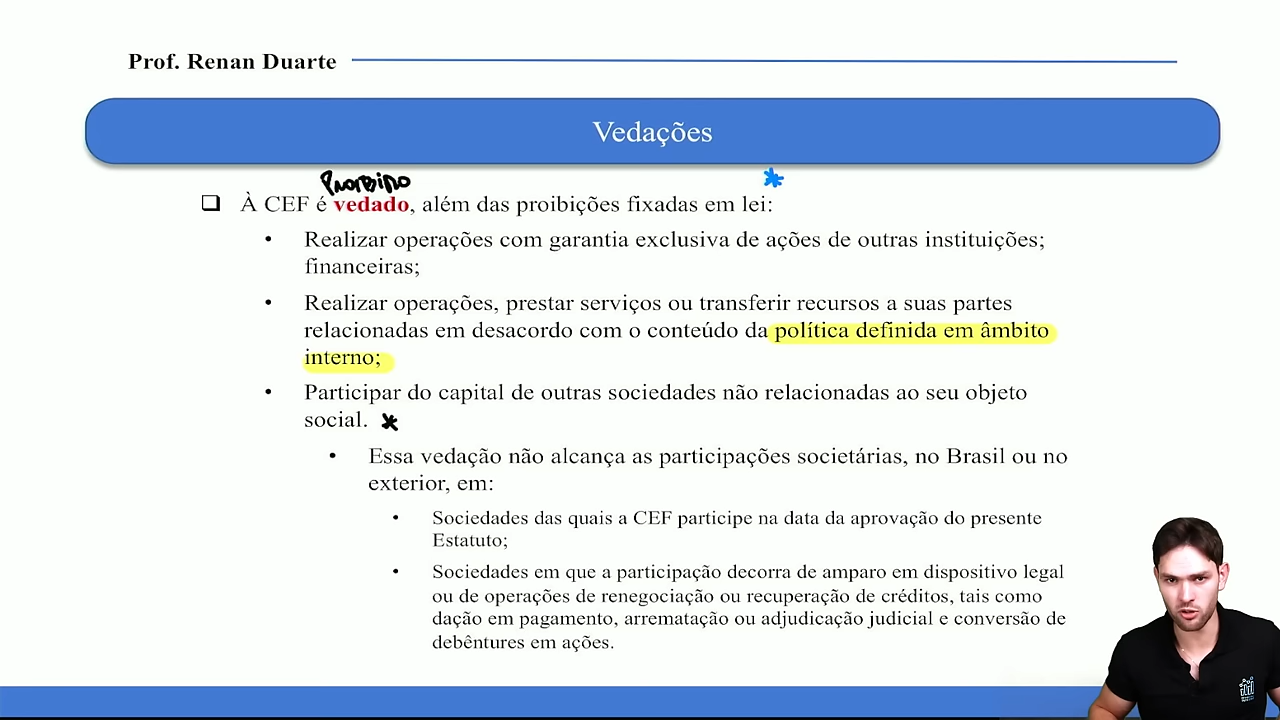 Prof. Renan Duarte
Vedações
Proibido
❑ À CEF é vedado, além das proibições fixadas em lei:
• Realizar operações com garantia exclusiva de ações de outras instituições;
financeiras;
• Realizar operações, prestar serviços ou transferir recursos a suas partes
relacionadas em desacordo com o conteúdo da política definida em âmbito
interno;
• Participar do capital de outras sociedades não relacionadas ao seu objeto
social. *
• Essa vedação não alcança as participações societárias, no Brasil ou no
exterior, em:
• Sociedades das quais a CEF participe na data da aprovação do presente
Estatuto;
• Sociedades em que a participação decorra de amparo em dispositivo legal
ou de operações de renegociação ou recuperação de créditos, tais como
dação em pagamento, arrematação ou adjudicação judicial e conversão de
debêntures em ações.